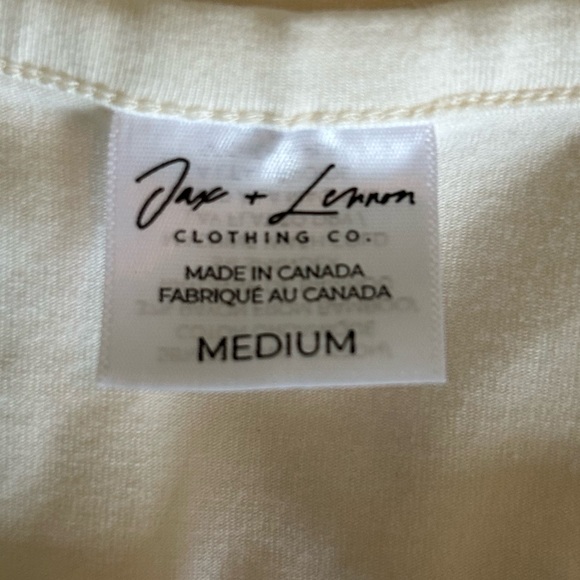 Jax + Lennon
CLOTHING CO.
MADE IN CANADA
FABRIQUÉ AU CANADA
MEDIUM